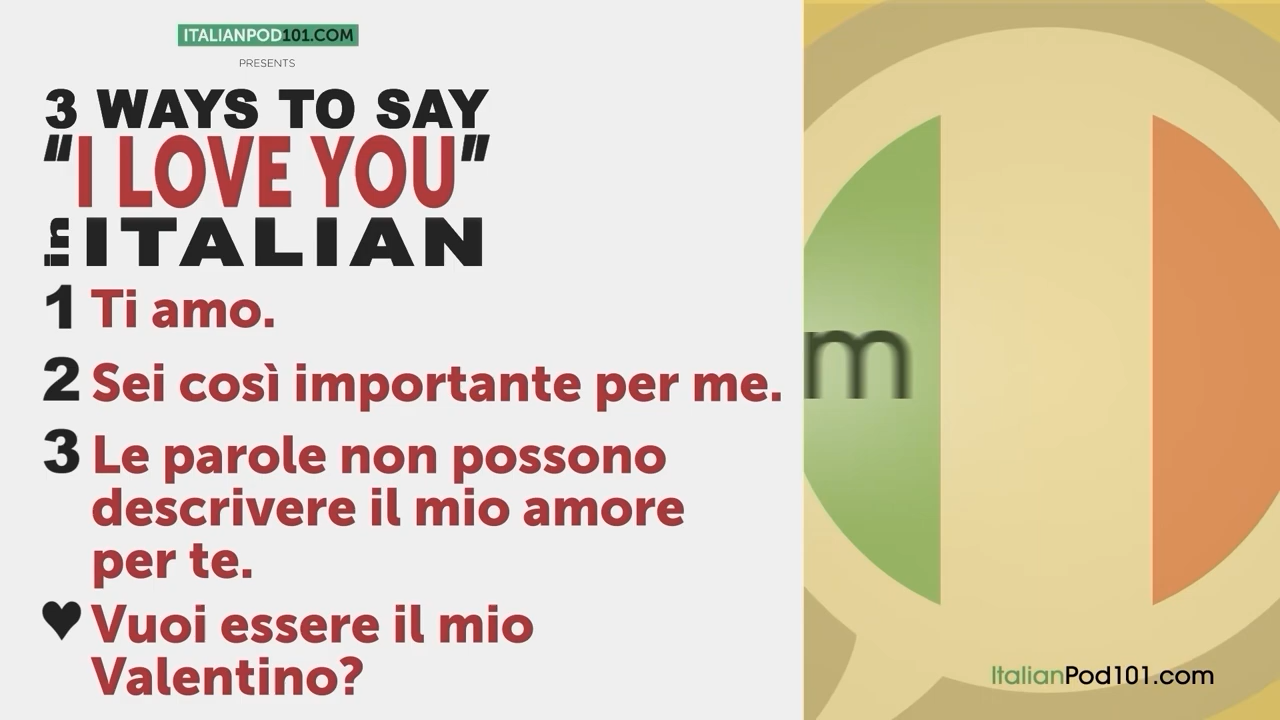 ITALIANPOD101.COM
PRESENTS
3 WAYS TO SAY
"I LOVE YOU"
in ITALIAN
1 Ti amo.
2 Sei così importante per me.
3 Le parole non possono
descrivere il mio amore
per te.
♥ Vuoi essere il mio
Valentino?
m
ItalianPod101.com